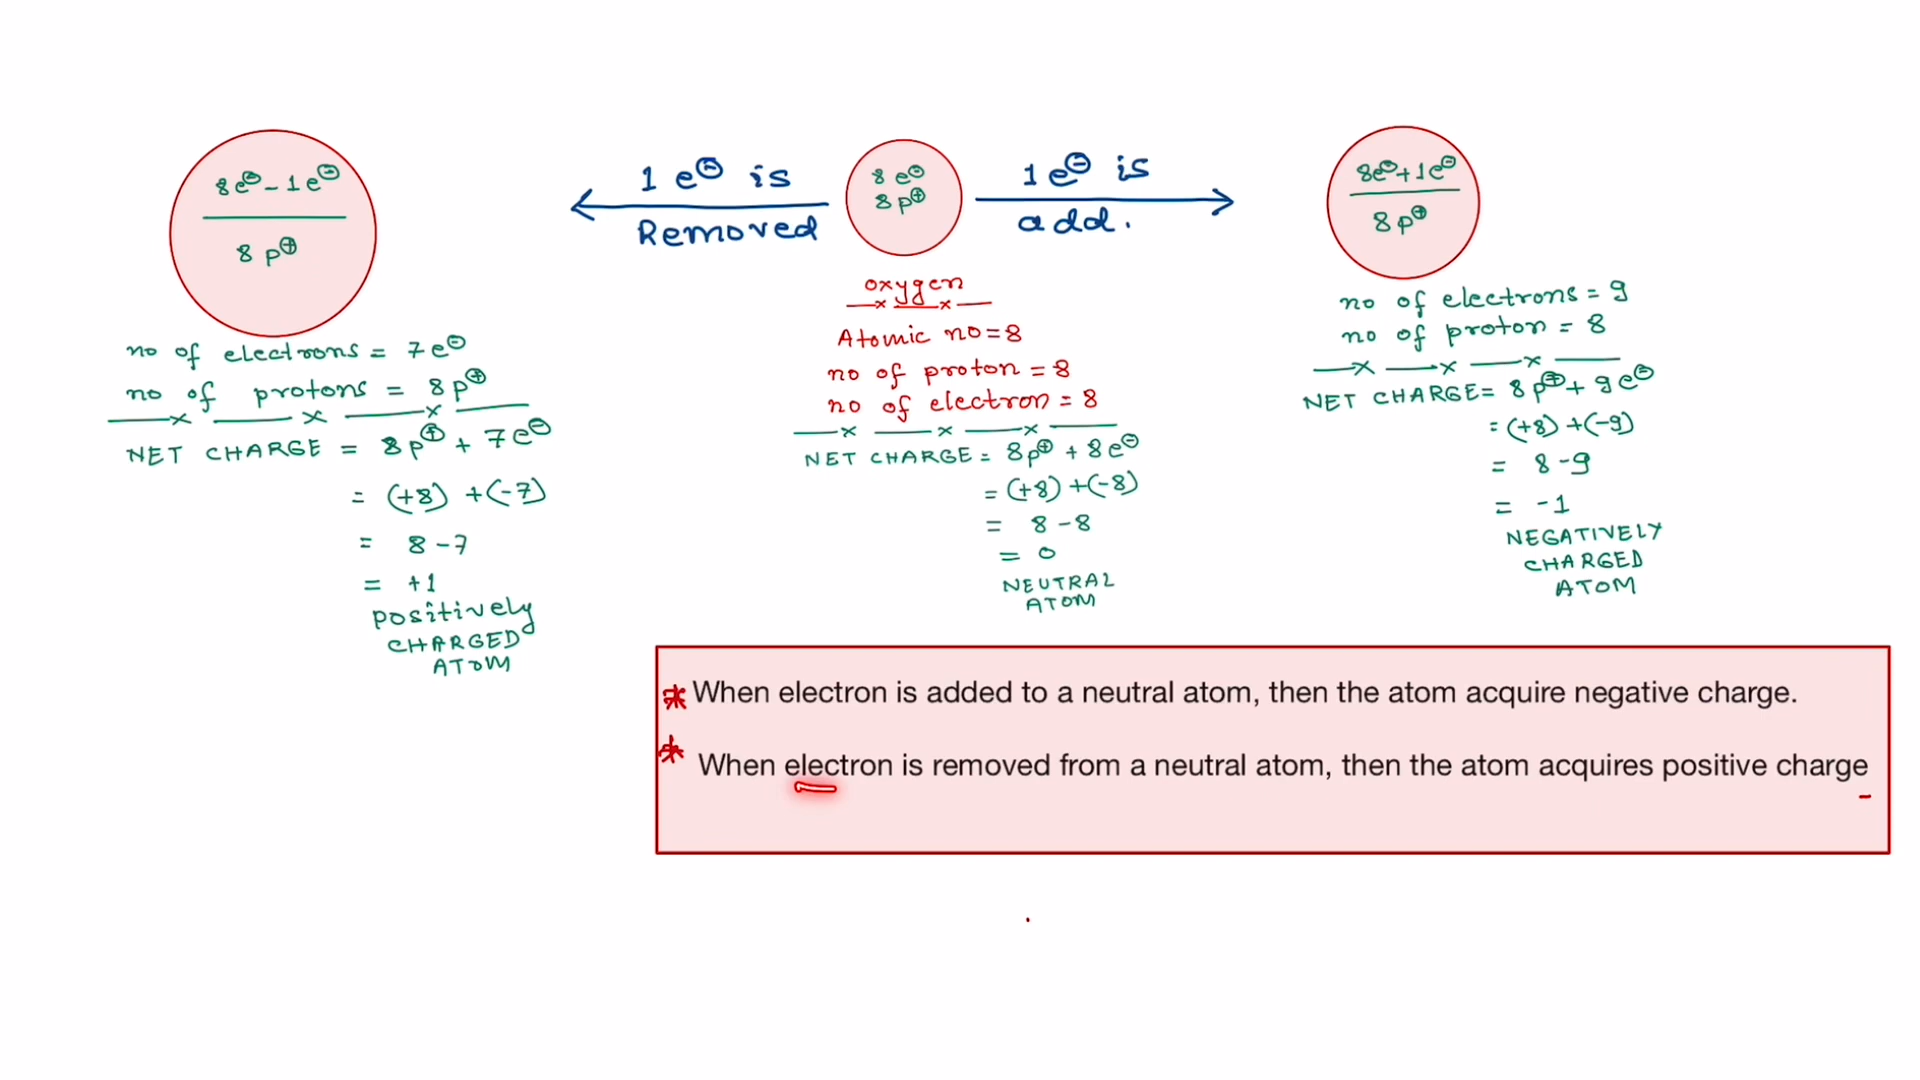 8e⊖ - 1e⊖
8 p⊕
no of electrons = 7e⊖
no of protons = 8p⊕
NET CHARGE = 8p⊕ + 7e⊖
= (+8) + (-7)
= 8 - 7
= +1
positively
CHARGED
ATOM
1 e⊖ is
Removed
8 e⊖
8 p⊕
1e⊖ is
add.
oxygen
Atomic no = 8
no of proton = 8
no of electron = 8
NET CHARGE = 8p⊕ + 8e⊖
= (+8) + (-8)
= 8 - 8
= 0
NEUTRAL
ATOM
8e⊖ + 1e⊖
8 p⊕
no of electrons = 9
no of proton = 8
NET CHARGE = 8p⊕ + 9e⊖
= (+8) + (-9)
= 8 - 9
= -1
NEGATIVELY
CHARGED
ATOM
* When electron is added to a neutral atom, then the atom acquire negative charge.
* When electron is removed from a neutral atom, then the atom acquires positive charge